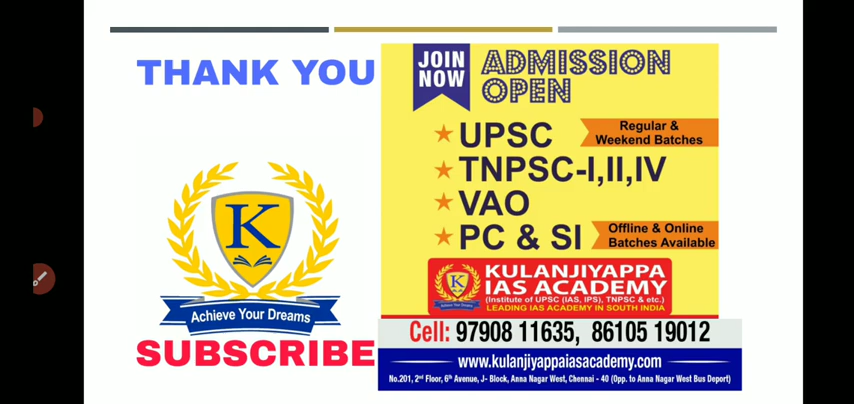 THANK YOU
K
Achieve Your Dreams
SUBSCRIBE
JOIN
NOW
ADMISSION
OPEN
UPSC
Regular &
Weekend Batches
TNPSC-I,II,IV
VAO
PC & SI
Offline & Online
Batches Available
K
Achieve Your Dreams
KULANJIYAPPA
IAS ACADEMY
(Institute of UPSC (IAS, IPS), TNPSC & etc.)
LEADING IAS ACADEMY IN SOUTH INDIA
Cell: 97908 11635, 86105 19012
www.kulanjiyappaiasacademy.com
No.201, 2nd Floor, 6th Avenue, J- Block, Anna Nagar West, Chennai - 40 (Opp. to Anna Nagar West Bus Deport)